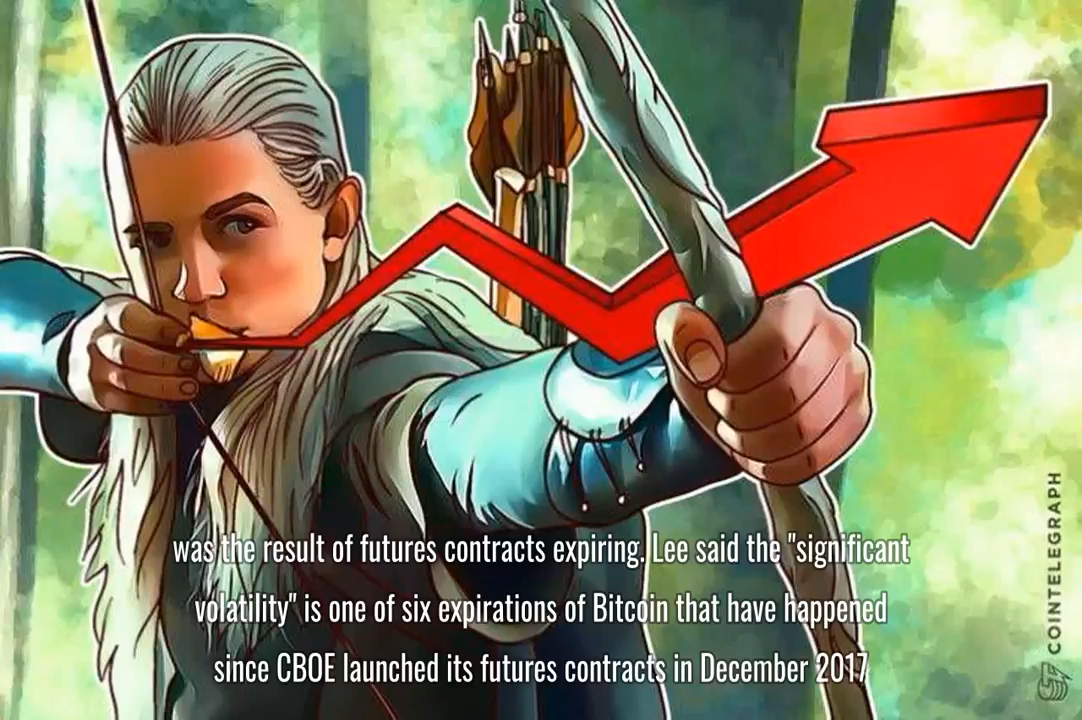 was the result of futures contracts expiring. Lee said the "significant
volatility" is one of six expirations of Bitcoin that have happened
since CBOE launched its futures contracts in December 2017
COINTELEGRAPH